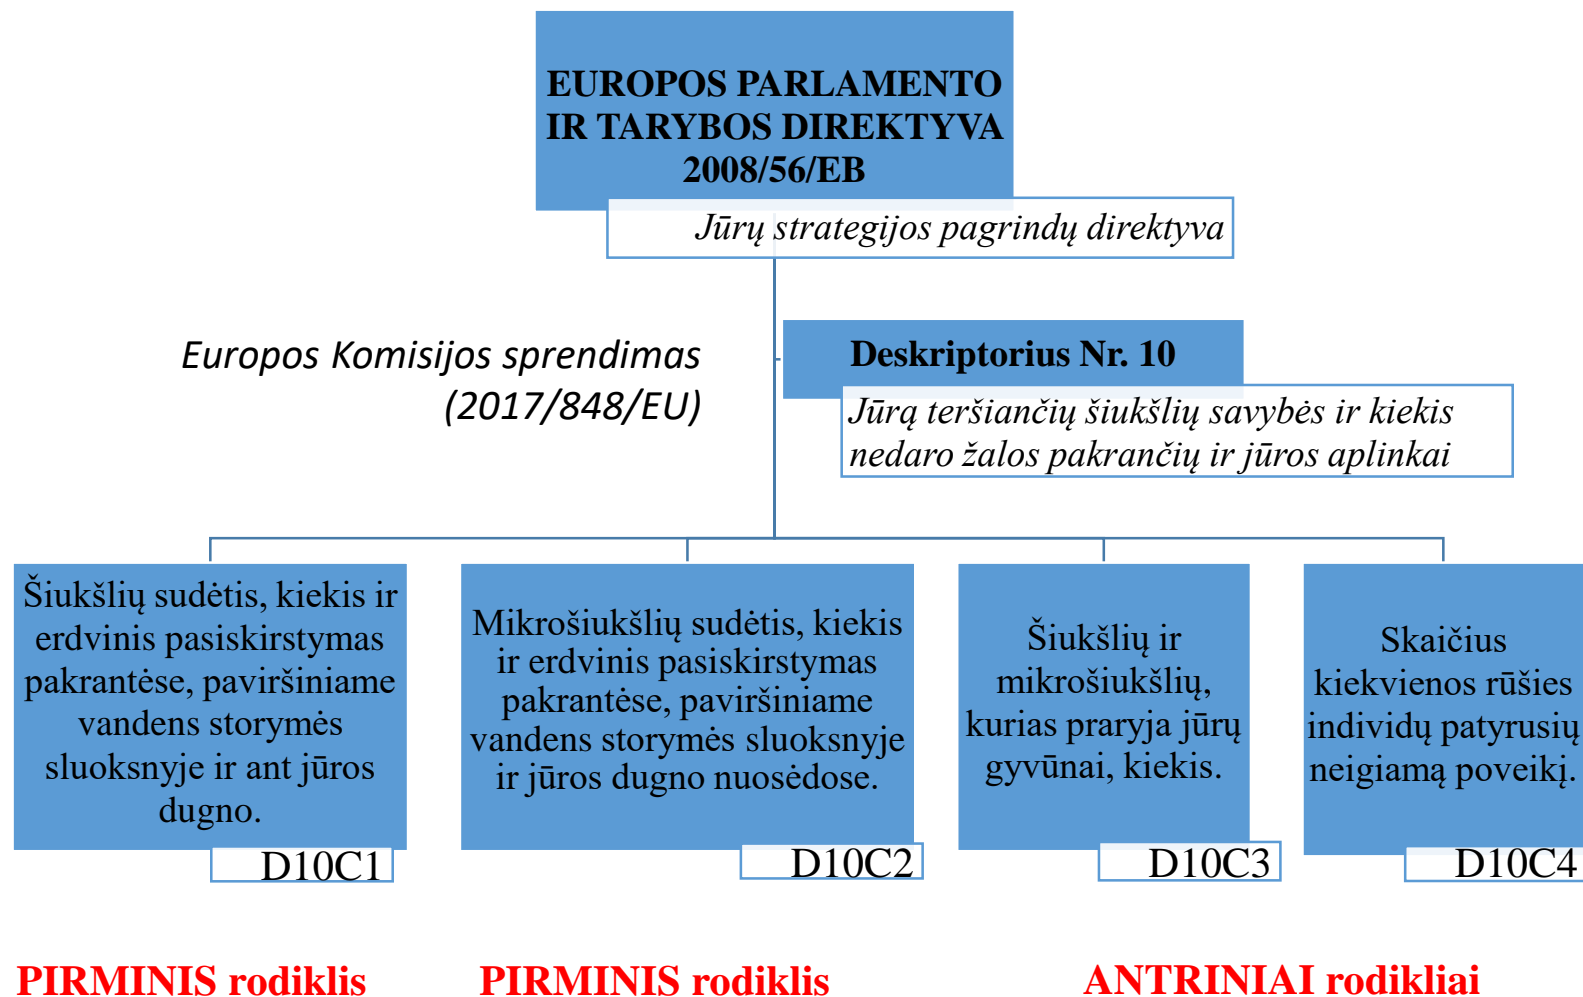 EUROPOS PARLAMENTO
IR TARYBOS DIREKTYVA
2008/56/EB
Jūrų strategijos pagrindų direktyva
Europos Komisijos sprendimas
(2017/848/EU)
Deskriptorius Nr. 10
Jūrą teršiančių šiukšlių savybės ir kiekis
nedaro žalos pakrančių ir jūros aplinkai
Šiukšlių sudėtis, kiekis ir
erdvinis pasiskirstymas
pakrantėse, paviršiniame
vandens storymės
sluoksnyje ir ant jūros
dugno.
D10C1
Mikrošiukšlių sudėtis, kiekis
ir erdvinis pasiskirstymas
pakrantėse, paviršiniame
vandens storymės sluoksnyje
ir jūros dugno nuosėdose.
D10C2
Šiukšlių ir
mikrošiukšlių,
kurias praryja jūrų
gyvūnai, kiekis.
D10C3
Skaičius
kiekvienos rūšies
individų patyrusių
neigiamą poveikį.
D10C4
PIRMINIS rodiklis
PIRMINIS rodiklis
ANTRINIAI rodikliai